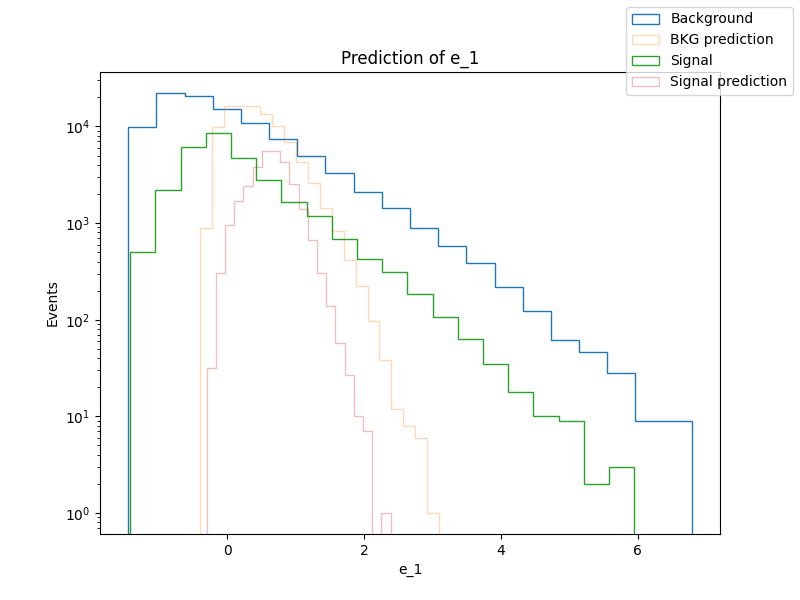 Prediction of e_1
Background
BKG prediction
Signal
Signal prediction
Events
10⁴
10³
10²
10¹
10⁰
0 2 4 6
e_1